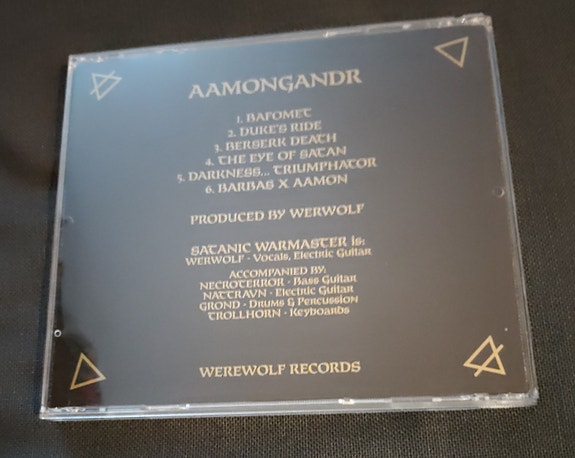 AAMONGANDR
1. BAFOMET
2. DUKE'S RIDE
3. BERSERK DEATH
4. THE EYE OF SATAN
5. DARKNESS... TRIUMPHATOR
6. BARBAS X AAMON
PRODUCED BY WERWOLF
SATANIC WARMASTER is:
WERWOLF - Vocals, Electric Guitar
ACCOMPANIED BY:
NECROTERROR - Bass Guitar
NATTRAVN - Electric Guitar
GROND - Drums & Percussion
TROLLHORN - Keyboards
WEREWOLF RECORDS